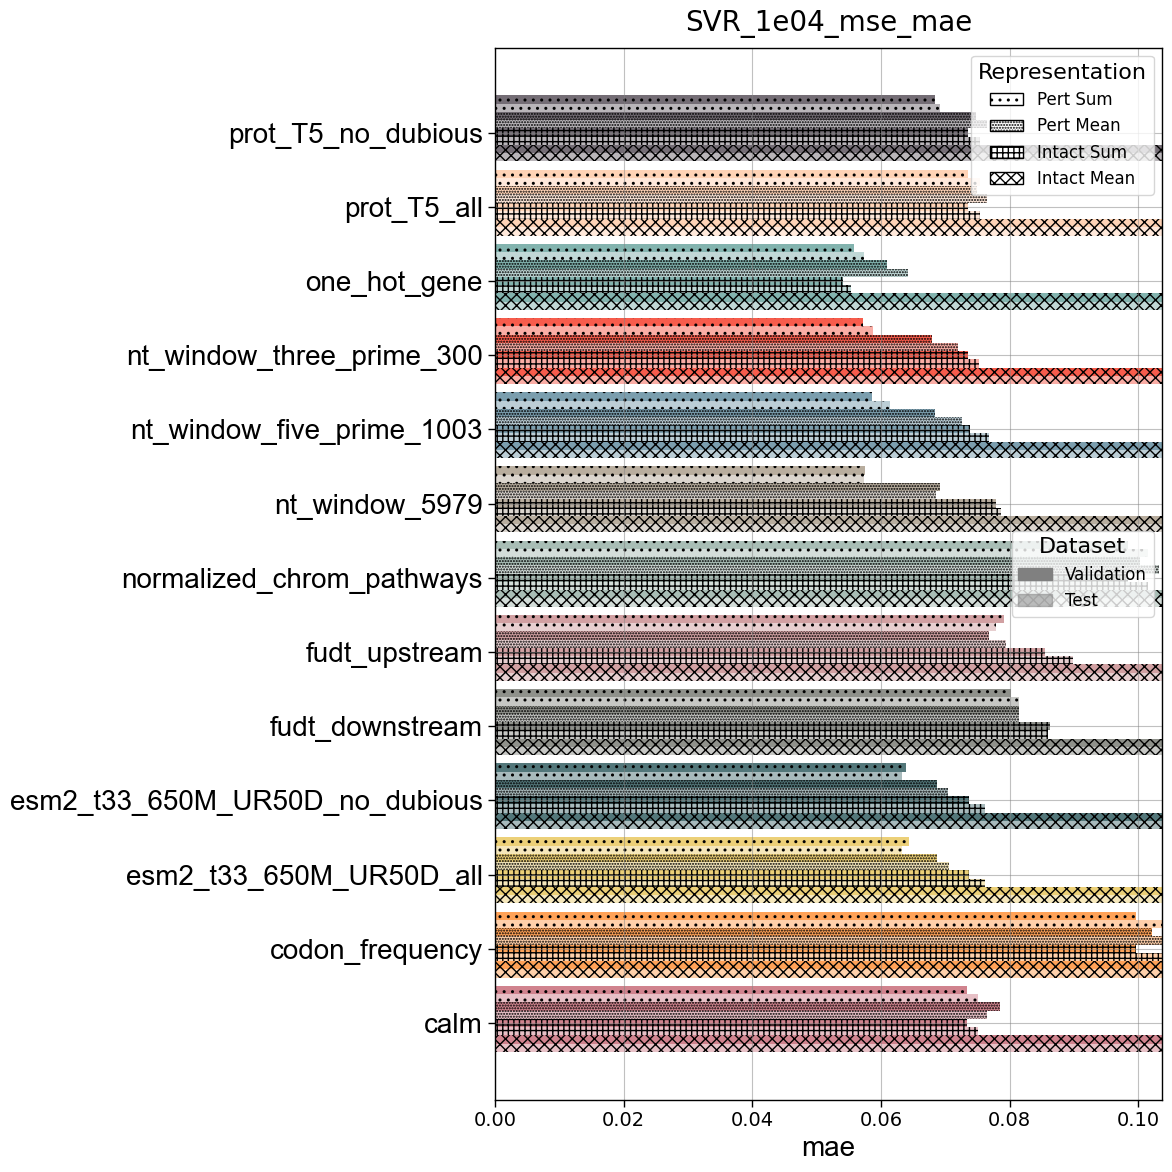 SVR_1e04_mse_mae
Representation
Pert Sum
Pert Mean
Intact Sum
Intact Mean
prot_T5_no_dubious
prot_T5_all
one_hot_gene
nt_window_three_prime_300
nt_window_five_prime_1003
nt_window_5979
Dataset
Validation
Test
normalized_chrom_pathways
fudt_upstream
fudt_downstream
esm2_t33_650M_UR50D_no_dubious
esm2_t33_650M_UR50D_all
codon_frequency
calm
0.00 0.02 0.04 0.06 0.08 0.10
mae